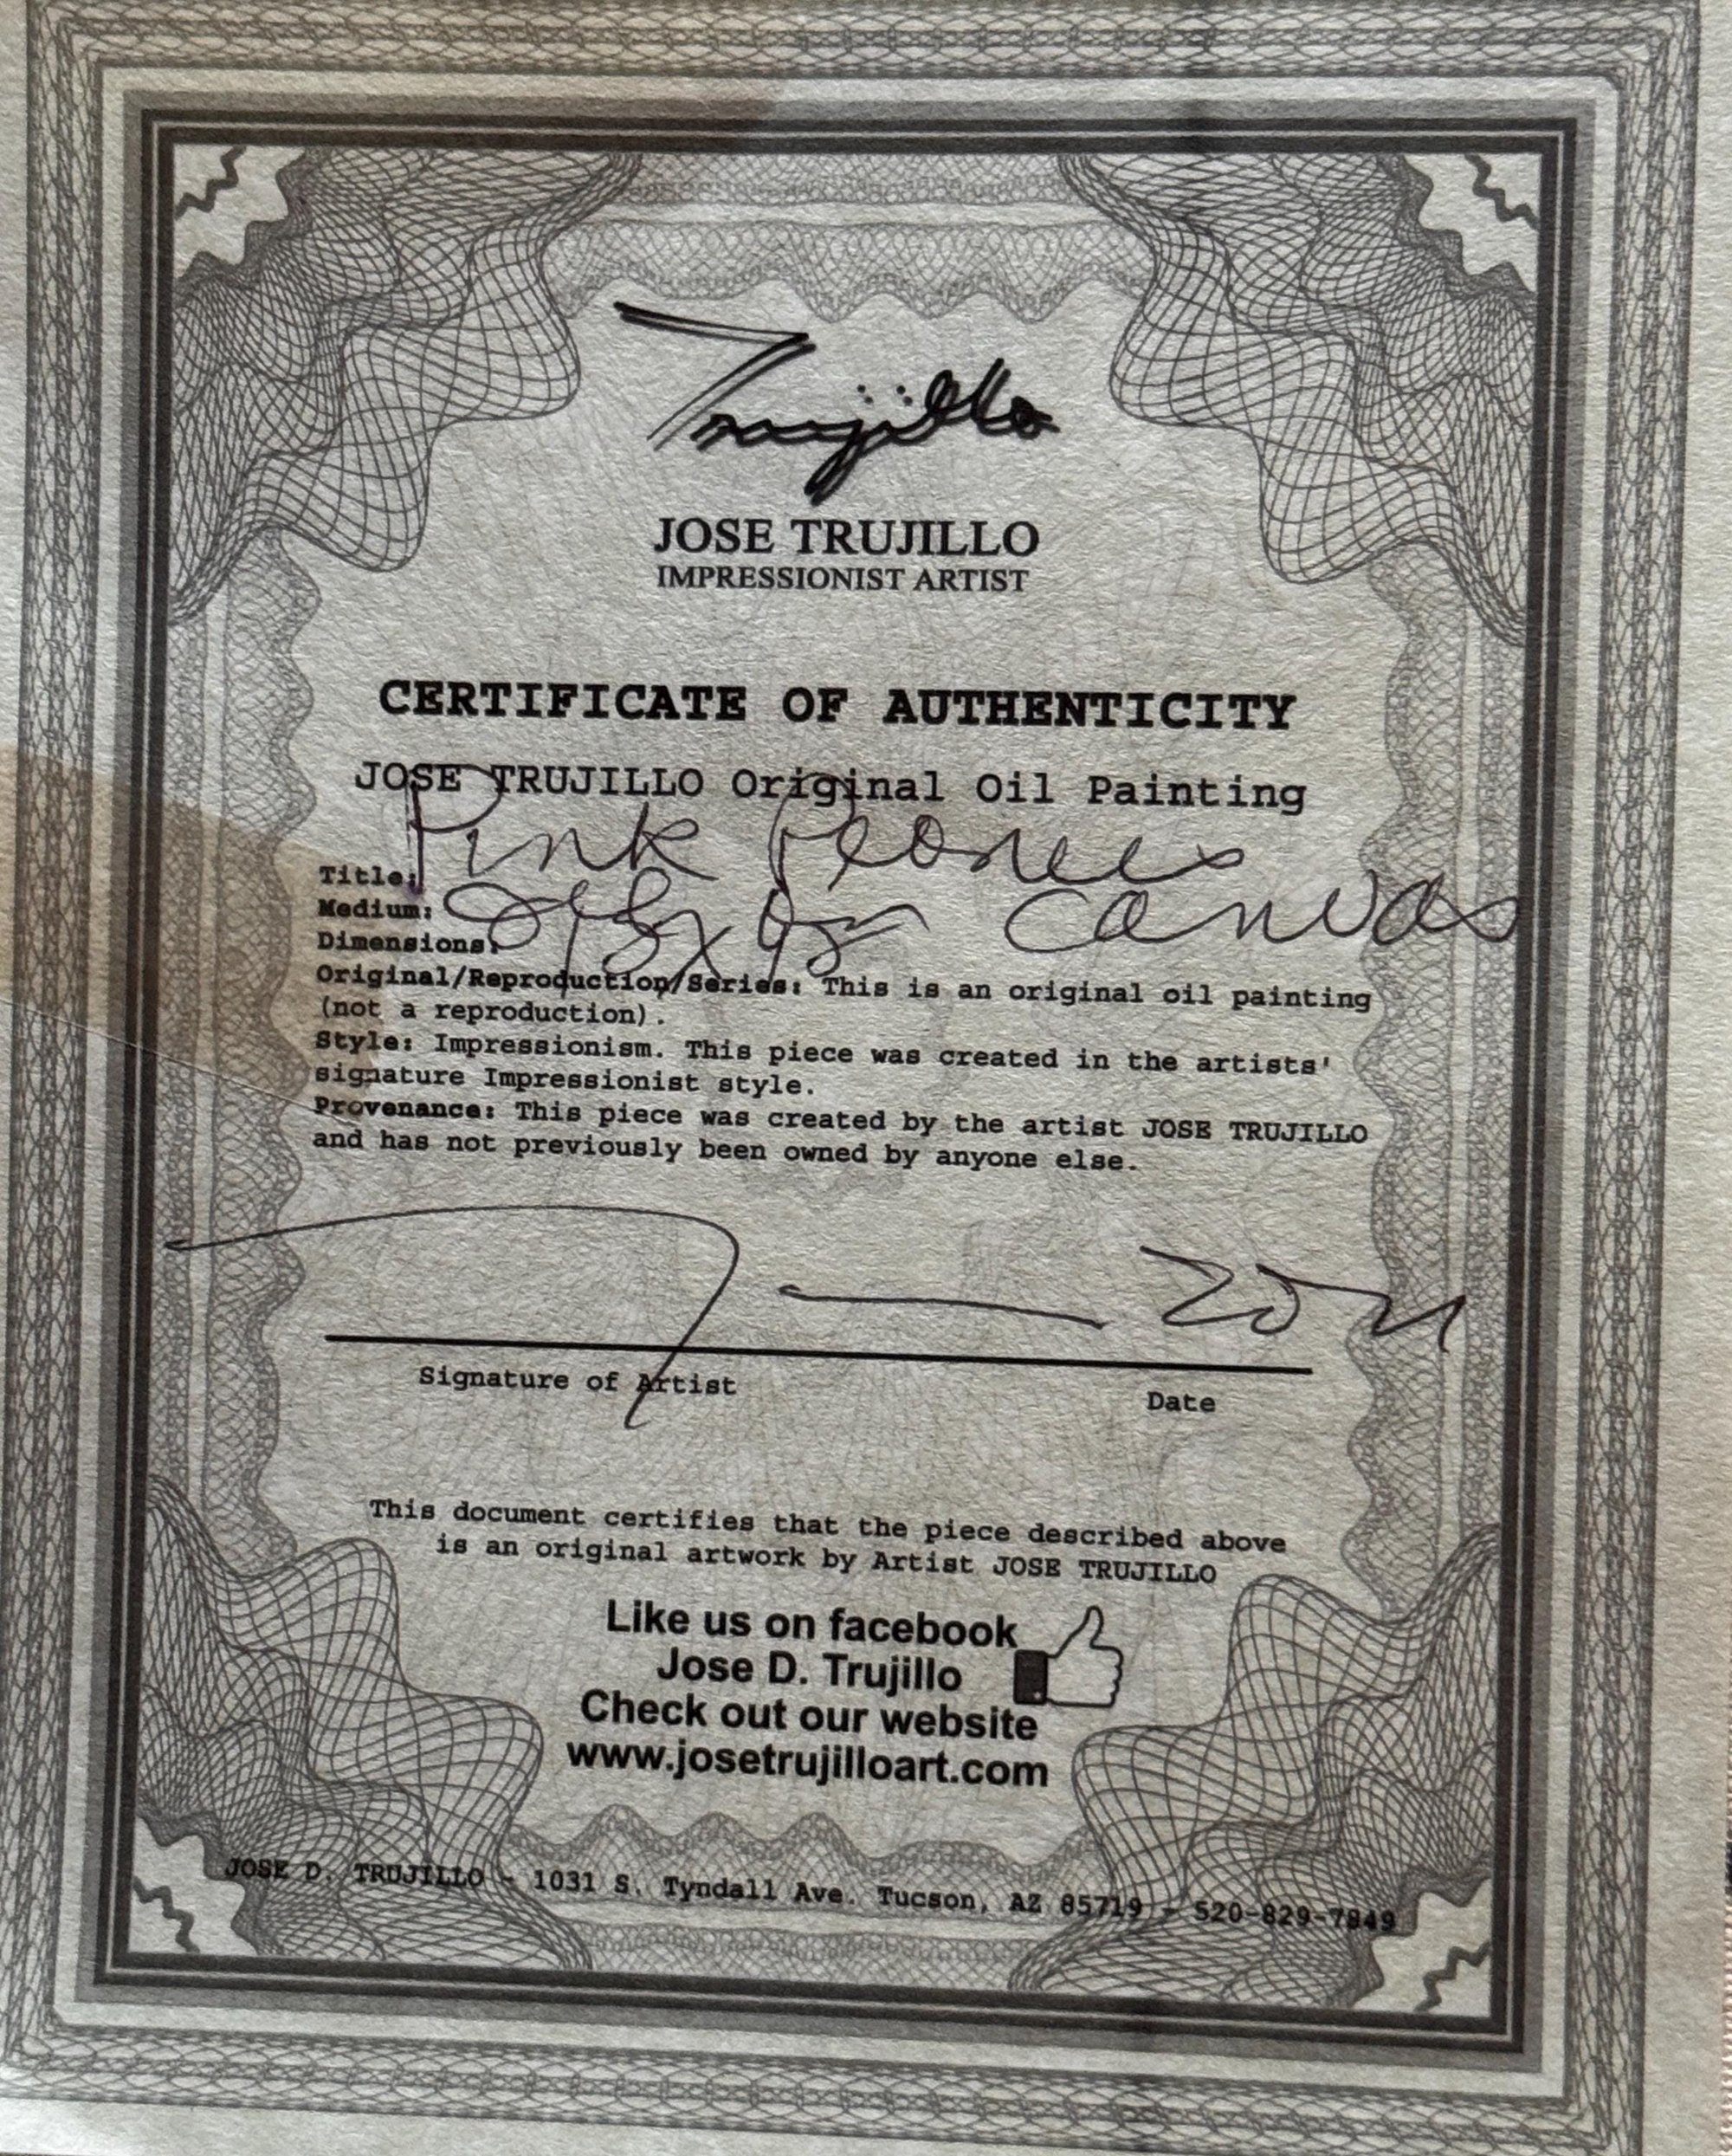 Trujillo
JOSE TRUJILLO
IMPRESSIONIST ARTIST
CERTIFICATE OF AUTHENTICITY
JOSE TRUJILLO Original Oil Painting
Title: Pink Peonies
Medium: Canvas
Dimensions:
Original/Reproduction/Series: This is an original oil painting
(not a reproduction).
Style: Impressionism. This piece was created in the artists'
signature Impressionist style.
Provenance: This piece was created by the artist JOSE TRUJILLO
and has not previously been owned by anyone else.
Signature of Artist
Date
This document certifies that the piece described above
is an original artwork by Artist JOSE TRUJILLO
Like us on facebook
Jose D. Trujillo
Check out our website
www.josetrujilloart.com
JOSE D. TRUJILLO - 1031 S. Tyndall Ave. Tucson, AZ 85719 - 520-829-7849